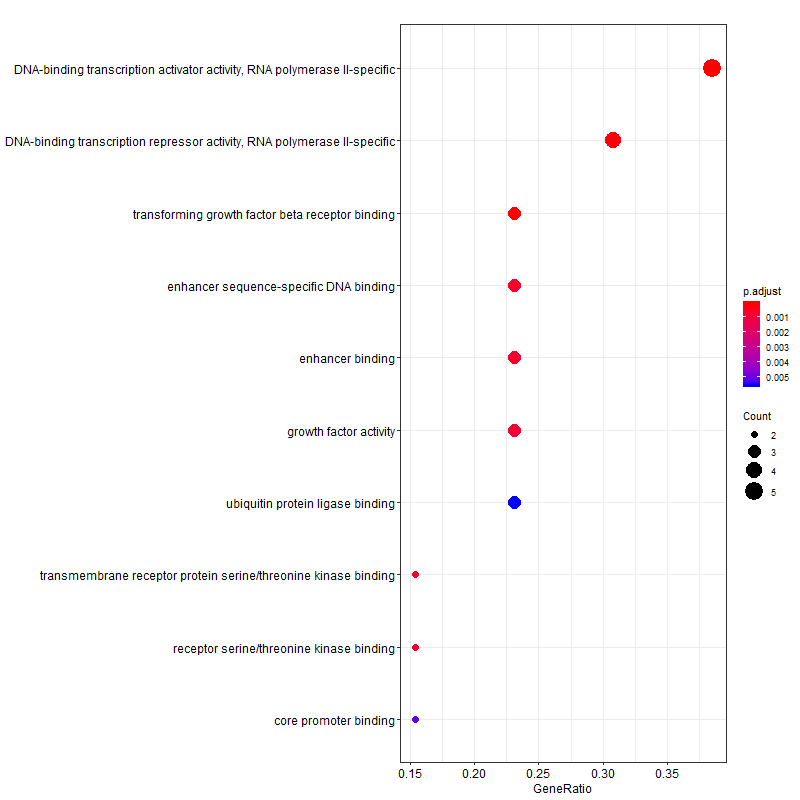 DNA-binding transcription activator activity, RNA polymerase II-specific
DNA-binding transcription repressor activity, RNA polymerase II-specific
transforming growth factor beta receptor binding
enhancer sequence-specific DNA binding
enhancer binding
growth factor activity
ubiquitin protein ligase binding
transmembrane receptor protein serine/threonine kinase binding
receptor serine/threonine kinase binding
core promoter binding
0.15 0.20 0.25 0.30 0.35
GeneRatio
p.adjust
0.001
0.002
0.003
0.004
0.005
Count
2
3
4
5